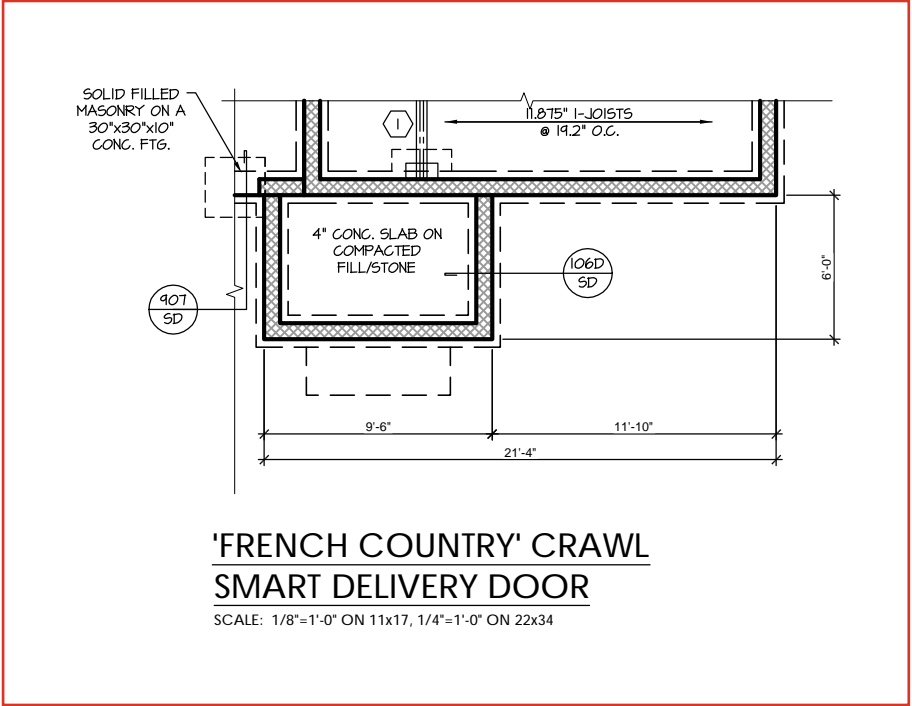 SOLID FILLED
MASONRY ON A
30"x30"x10"
CONC. FTG.
1
11.875" I-JOISTS
@ 19.2" O.C.
4" CONC. SLAB ON
COMPACTED
FILL/STONE
106D
SD
907
SD
6'-0"
9'-6"
11'-10"
21'-4"
'FRENCH COUNTRY' CRAWL
SMART DELIVERY DOOR
SCALE: 1/8"=1'-0" ON 11x17, 1/4"=1'-0" ON 22x34